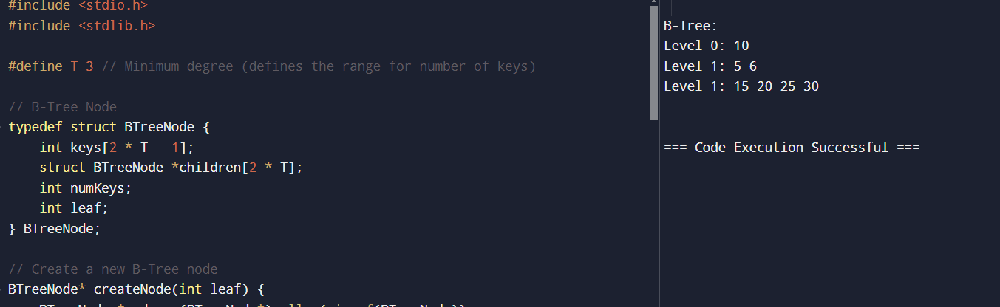 #include <stdio.h>
#include <stdlib.h>
#define T 3 // Minimum degree (defines the range for number of keys)
// B-Tree Node
typedef struct BTreeNode {
    int keys[2 * T - 1];
    struct BTreeNode *children[2 * T];
    int numKeys;
    int leaf;
} BTreeNode;
// Create a new B-Tree node
BTreeNode* createNode(int leaf) {
B-Tree:
Level 0: 10
Level 1: 5 6
Level 1: 15 20 25 30
=== Code Execution Successful ===